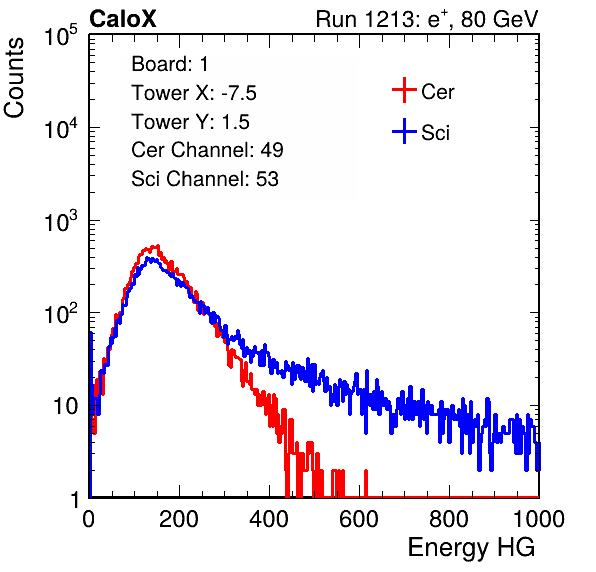 CaloX Run 1213: e⁺, 80 GeV
Counts
10⁵
10⁴
10³
10²
10
1
Board: 1
Tower X: -7.5
Tower Y: 1.5
Cer Channel: 49
Sci Channel: 53
Cer
Sci
0 200 400 600 800 1000
Energy HG